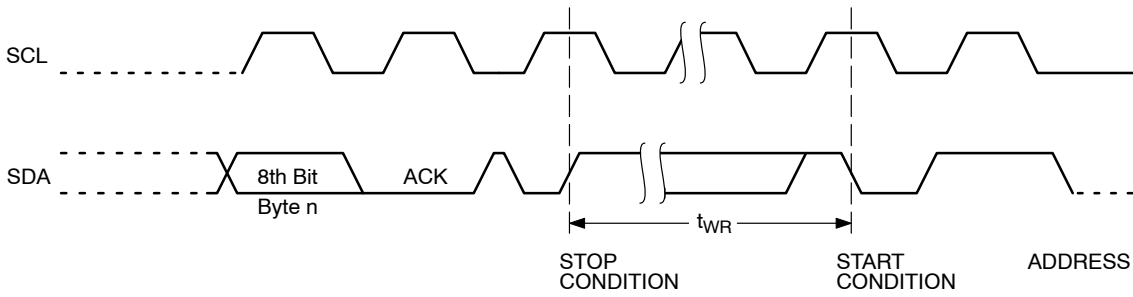 SCL
SDA
8th Bit
ACK
Byte n
tWR
STOP
CONDITION
START
CONDITION
ADDRESS